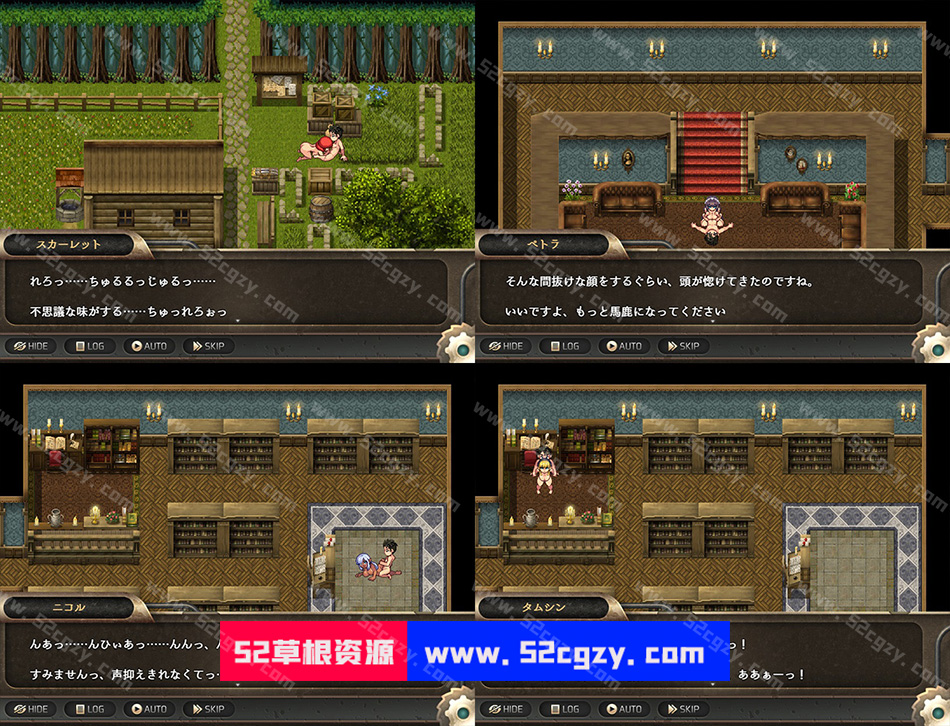 スカーレット
れろっ……ちゅるるっじゅるっ……
不思議な味がする……ちゅっれろぉっ
HIDE LOG AUTO SKIP
ペトラ
そんな間抜けな顔をするぐらい、頭が惚けてきたのですね。
いいですよ、もっと馬鹿になってください
HIDE LOG AUTO SKIP
ニコル
んあっ……んひぃあっ……んんっ、
すみませんっ、声抑えきれなくてっ
HIDE LOG AUTO SKIP
タムシン
っ！
ああぁーっ！
HIDE LOG AUTO SKIP
52草根资源 www.52cgzy.com